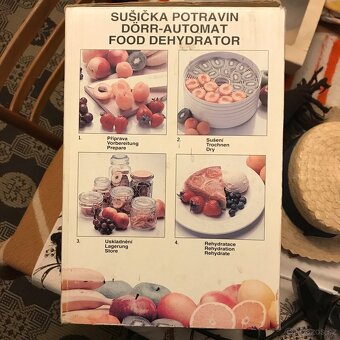 SUŠIČKA POTRAVIN
DÖRR-AUTOMAT
FOOD DEHYDRATOR
1.
Příprava
Vorbereitung
Prepare
2.
Sušení
Trochnen
Dry
3.
Uskladnění
Lagerung
Store
4.
Rehydratace
Rehydration
Rehydrate